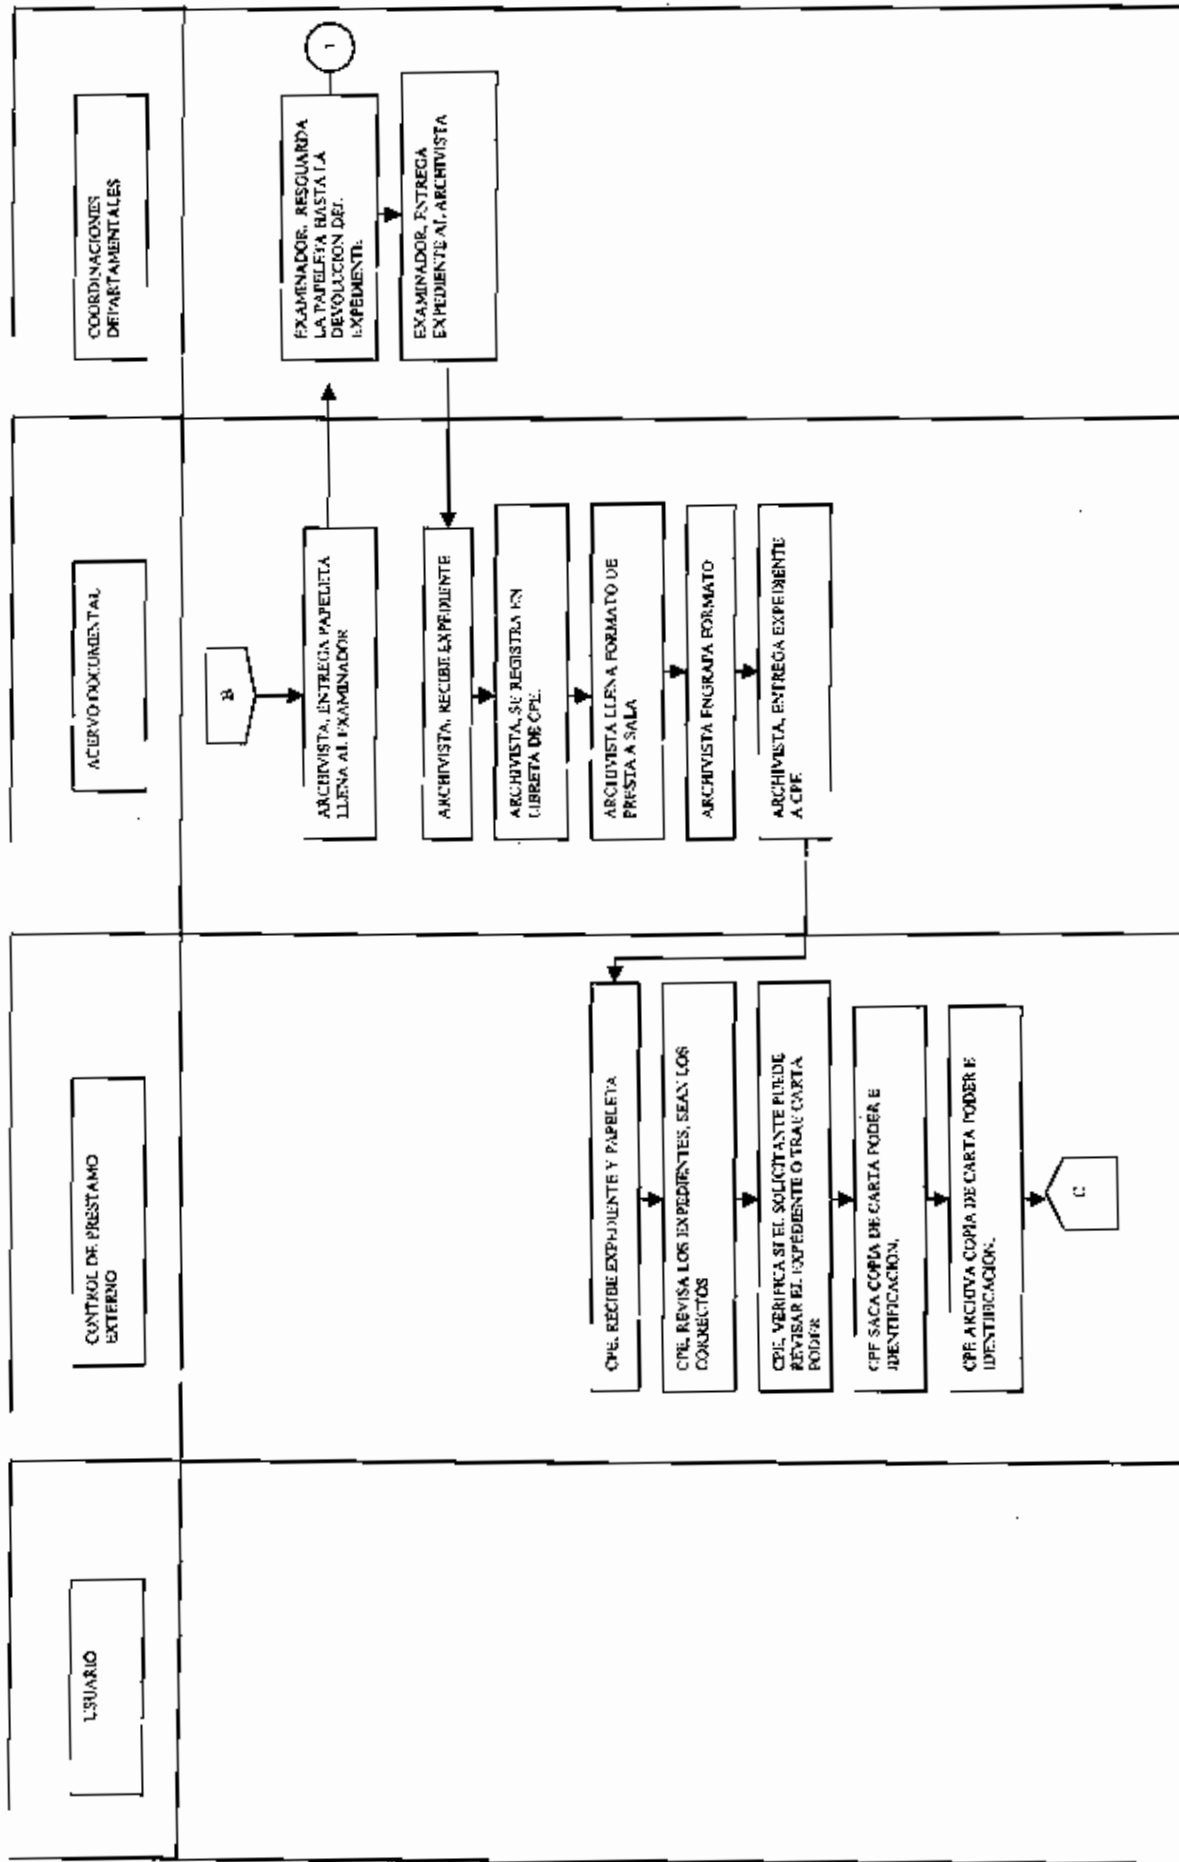 USUARIO
CONTROL DE PRESTAMO
EXTERNO
ACERVO DOCUMENTAL
COORDINACIONES
DEPARTAMENTALES
B
ARCHIVISTA, ENTREGA PAPELETA
LLENA AL EXAMINADOR
EXAMINADOR, RESGUARDA
LA PAPELETA HASTA LA
DEVOLUCION DEL
EXPEDIENTE
1
EXAMINADOR, ENTREGA
EXPEDIENTE AL ARCHIVISTA
ARCHIVISTA, RECIBE EXPEDIENTE
ARCHIVISTA, SE REGISTRA EN
LIBRETA DE CPE.
ARCHIVISTA LLENA FORMATO DE
PRESTA A SALA
ARCHIVISTA ENGRAPA FORMATO
ARCHIVISTA, ENTREGA EXPEDIENTE
A CPE.
CPE, RECIBE EXPEDIENTE Y PAPELETA
CPE, REVISA LOS EXPEDIENTES, SEAN LOS
CORRECTOS
CPE, VERIFICA SI EL SOLICITANTE PUEDE
REVISAR EL EXPEDIENTE O TRAE CARTA
PODER
CPE SACA COPIA DE CARTA PODER E
IDENTIFICACION.
CPE ARCHIVA COPIA DE CARTA PODER E
IDENTIFICACION.
C